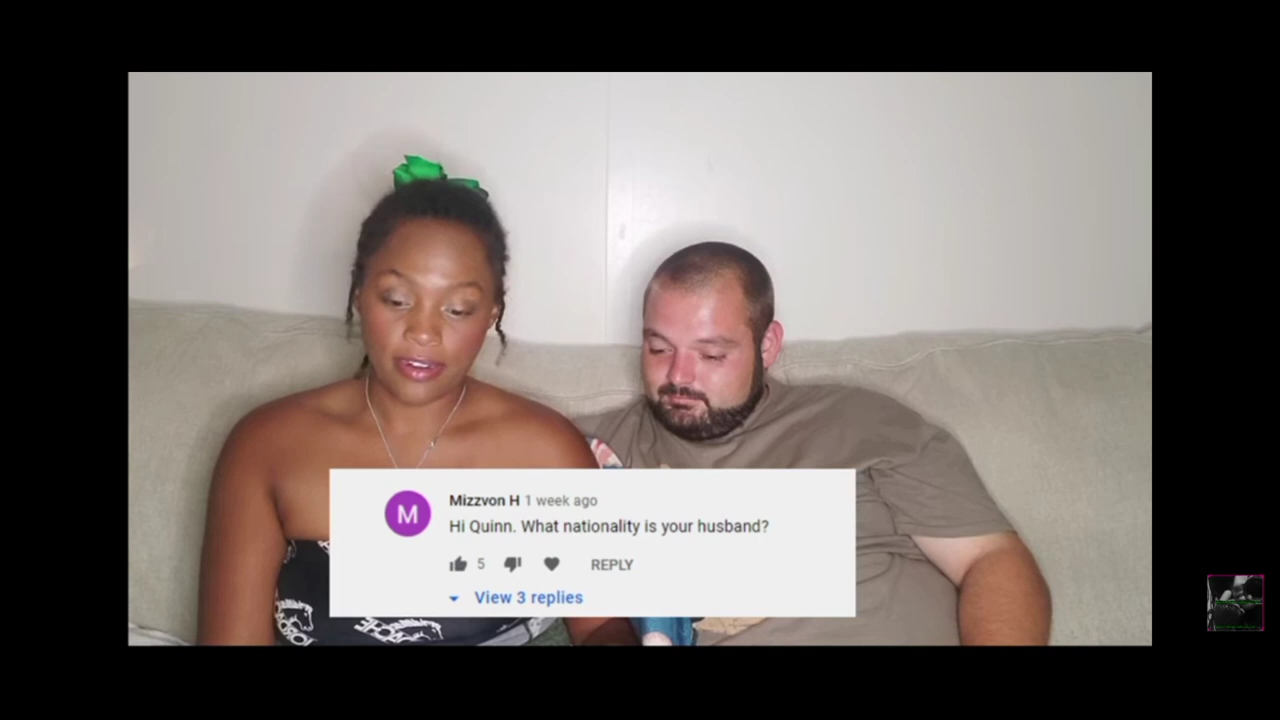 Mizzvon H 1 week ago
M
Hi Quinn. What nationality is your husband?
5
REPLY
View 3 replies